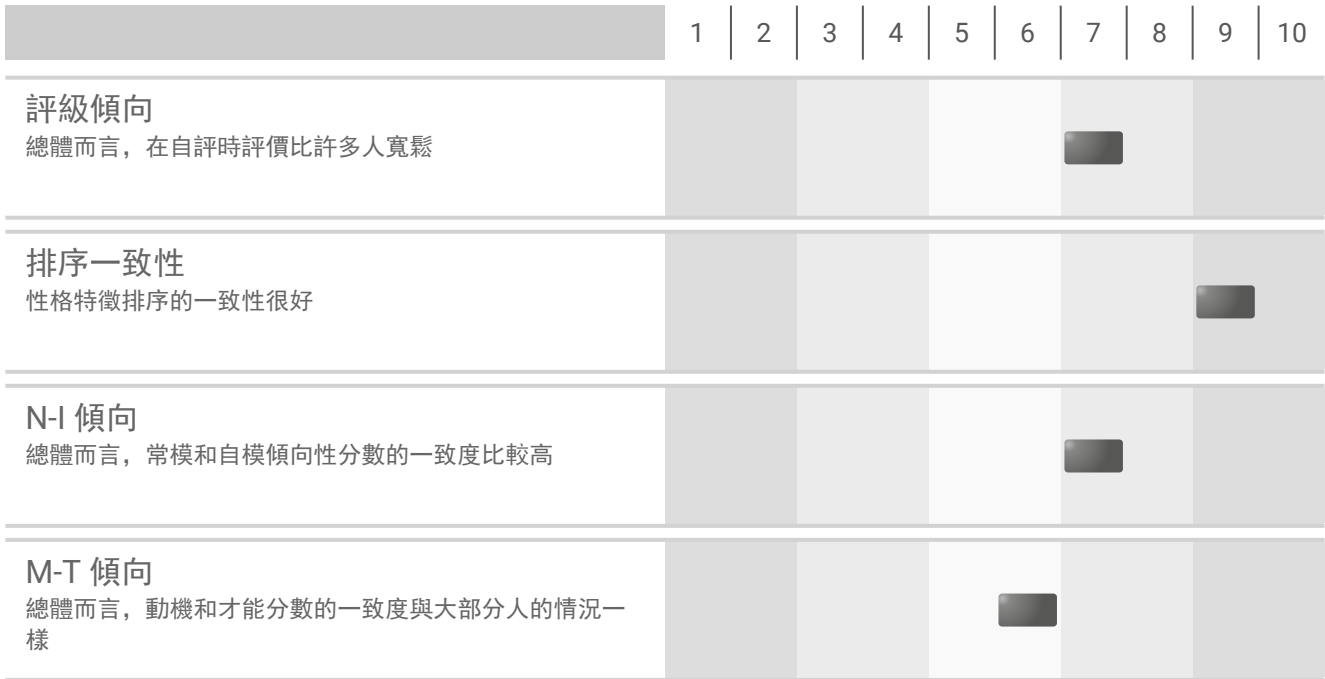 1 2 3 4 5 6 7 8 9 10
評級傾向
總體而言，在自評時評價比許多人寬鬆
排序一致性
性格特徵排序的一致性很好
N-I 傾向
總體而言，常模和自模傾向性分數的一致度比較高
M-T 傾向
總體而言，動機和才能分數的一致度與大部分人的情況一
樣